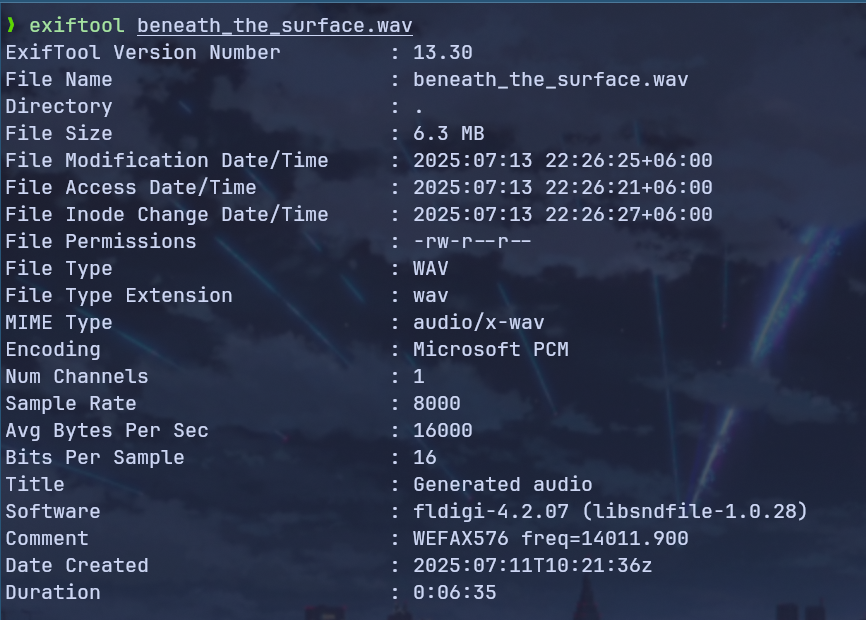 ❯ exiftool beneath_the_surface.wav
ExifTool Version Number : 13.30
File Name : beneath_the_surface.wav
Directory : .
File Size : 6.3 MB
File Modification Date/Time : 2025:07:13 22:26:25+06:00
File Access Date/Time : 2025:07:13 22:26:21+06:00
File Inode Change Date/Time : 2025:07:13 22:26:27+06:00
File Permissions : -rw-r--r--
File Type : WAV
File Type Extension : wav
MIME Type : audio/x-wav
Encoding : Microsoft PCM
Num Channels : 1
Sample Rate : 8000
Avg Bytes Per Sec : 16000
Bits Per Sample : 16
Title : Generated audio
Software : fldigi-4.2.07 (libsndfile-1.0.28)
Comment : WEFAX576 freq=14011.900
Date Created : 2025:07:11T10:21:36z
Duration : 0:06:35